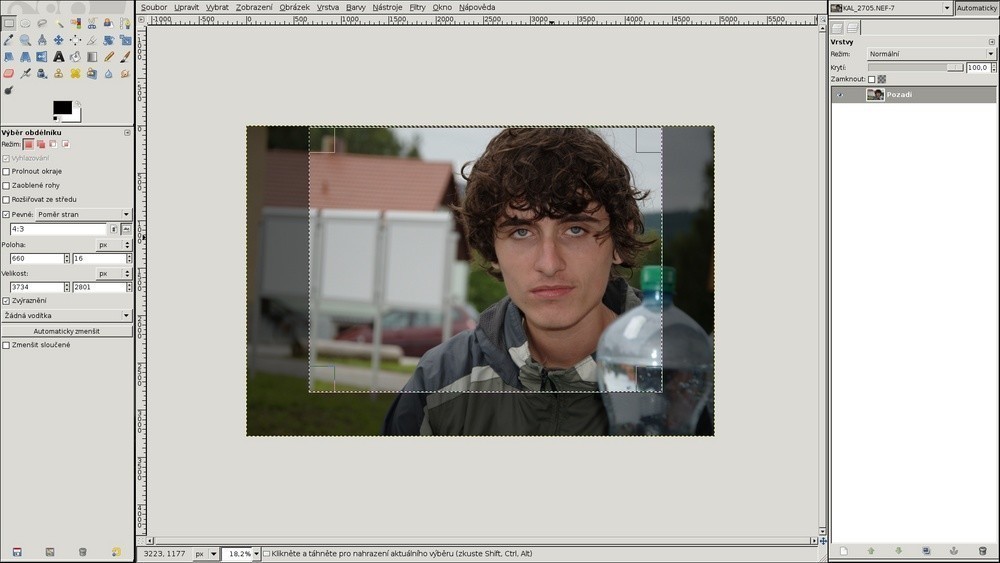 Soubor Upravit Vybrat Zobrazení Obrázek Vrstva Barvy Nástroje Filtry Okno Nápověda
KAL_2705.NEF-7
Automaticky
-1000 0 500 1000 1500 2000 2500 3000 3500 4000 4500 5000 5500
Vrstvy
Režim: Normální
Krytí: 100,0
Zamknout:
Pozadí
Výběr obdélníku
Režim:
Vyhlazování
Prolnout okraje
Zaoblené rohy
Rozšiřovat ze středu
Pevné: Poměr stran
4:3
Poloha: px
660 16
Velikost: px
3734 2801
Zvýraznění
Žádná vodítka
Automaticky zmenšit
Zmenšit sloučené
3223, 1177 px 18,2% Klikněte a táhněte pro nahrazení aktuálního výběru (zkuste Shift, Ctrl, Alt)